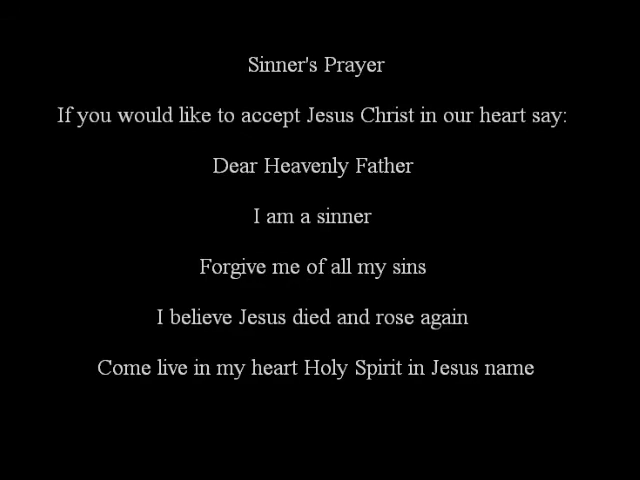 Sinner's Prayer
If you would like to accept Jesus Christ in our heart say:
Dear Heavenly Father
I am a sinner
Forgive me of all my sins
I believe Jesus died and rose again
Come live in my heart Holy Spirit in Jesus name